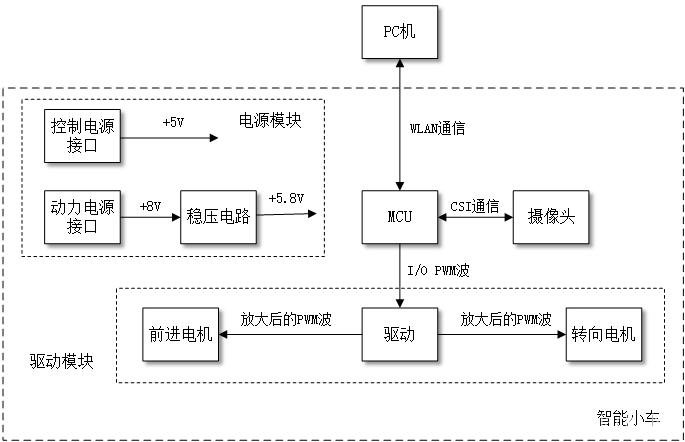 PC机
WLAN通信
电源模块
控制电源
接口
+5V
动力电源
接口
+8V
稳压电路
+5.8V
MCU
CSI通信
摄像头
I/O PWM波
前进电机
放大后的PWM波
驱动
放大后的PWM波
转向电机
驱动模块
智能小车